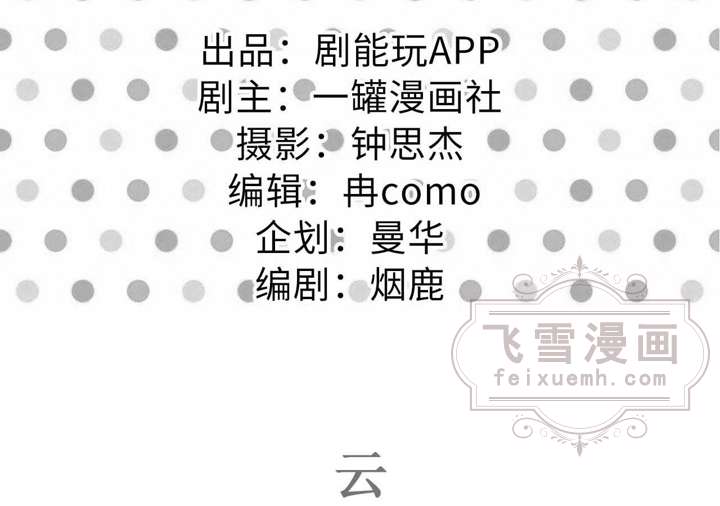 出品：剧能玩APP
剧主：一罐漫画社
摄影：钟思杰
编辑：冉como
企划：曼华
编剧：烟鹿
飞雪漫画
feixuemh.com
云